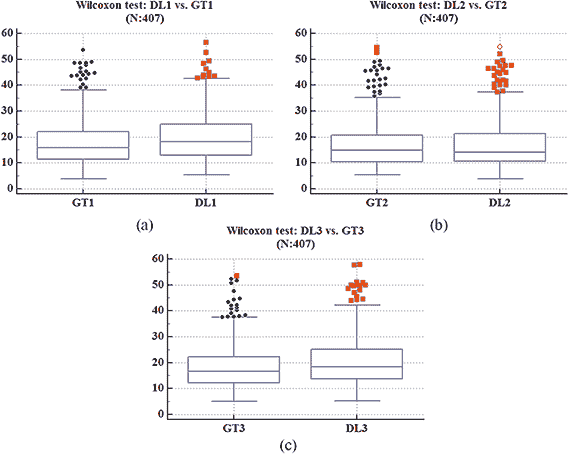 Wilcoxon test: DL1 vs. GT1
(N:407)
60
50
40
30
20
10
0
GT1 DL1
(a)
Wilcoxon test: DL2 vs. GT2
(N:407)
60
50
40
30
20
10
0
GT2 DL2
(b)
Wilcoxon test: DL3 vs. GT3
(N:407)
60
50
40
30
20
10
0
GT3 DL3
(c)